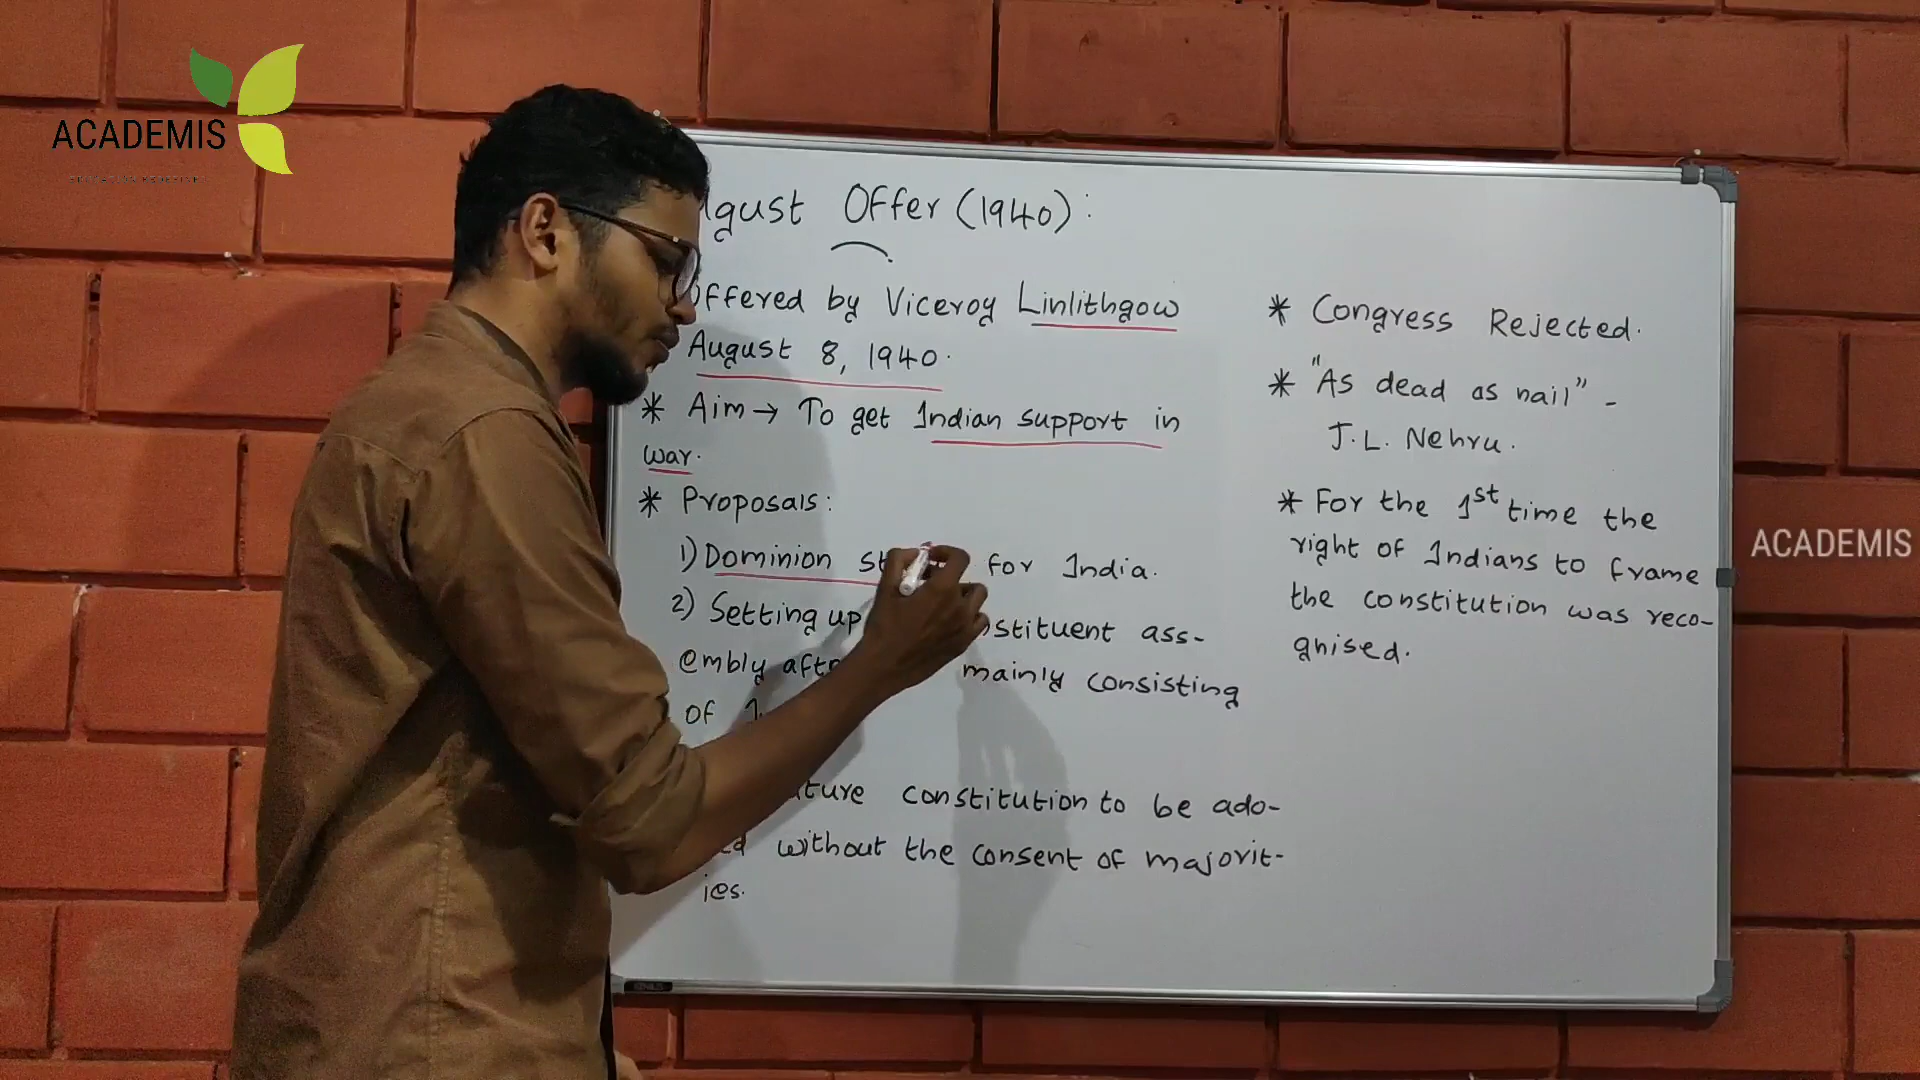 ACADEMIS
gust Offer (1940) :
Offered by Viceroy Linlithgow
August 8, 1940.
* Aim → To get Indian support in
war.
* Proposals :
1) Dominion for India.
2) Setting up stituent ass-
embly mainly consisting
of
ture constitution to be ado-
without the consent of majorit-
ies.
* Congress Rejected.
* "As dead as nail" -
J.L. Nehru.
* For the 1st time the
right of Indians to frame
the constitution was reco-
gnised.
ACADEMIS